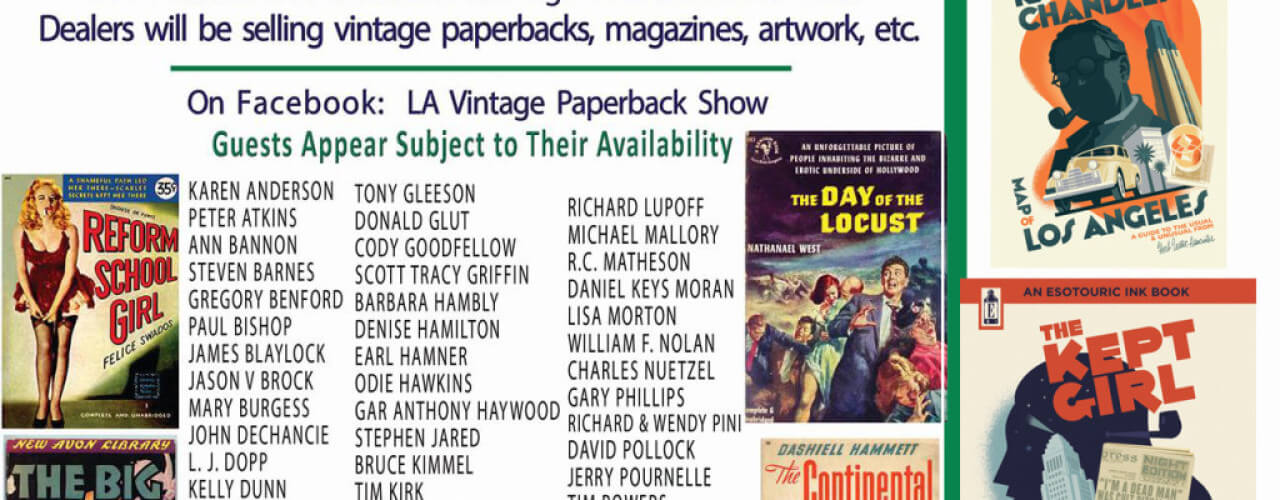 Dealers will be selling vintage paperbacks, magazines, artwork, etc.
On Facebook: LA Vintage Paperback Show
Guests Appear Subject to Their Availability
A SHAMEFUL PATH LED
HER THERE—SCARLET
SECRETS KEPT HER THERE
35¢
REFORM
SCHOOL
GIRL
FELICE SWADOS
COMPLETE AND UNABRIDGED
NEW AVON LIBRARY
THE BIG
KAREN ANDERSON
PETER ATKINS
ANN BANNON
STEVEN BARNES
GREGORY BENFORD
PAUL BISHOP
JAMES BLAYLOCK
JASON V BROCK
MARY BURGESS
JOHN DECHANCIE
L. J. DOPP
KELLY DUNN
TONY GLEESON
DONALD GLUT
CODY GOODFELLOW
SCOTT TRACY GRIFFIN
BARBARA HAMBLY
DENISE HAMILTON
EARL HAMNER
ODIE HAWKINS
GAR ANTHONY HAYWOOD
STEPHEN JARED
BRUCE KIMMEL
TIM KIRK
RICHARD LUPOFF
MICHAEL MALLORY
R.C. MATHESON
DANIEL KEYS MORAN
LISA MORTON
WILLIAM F. NOLAN
CHARLES NUETZEL
GARY PHILLIPS
RICHARD & WENDY PINI
DAVID POLLOCK
JERRY POURNELLE
TIM POWERS
AN UNFORGETTABLE PICTURE OF
PEOPLE INHABITING THE BIZARRE AND
EROTIC UNDERSIDE OF HOLLYWOOD
THE DAY OF THE
LOCUST
NATHANAEL WEST
DASHIELL HAMMETT
The Continental
CHANDLER
MAP OF
LOS ANGELES
A GUIDE TO THE USUAL
& UNUSUAL FROM
AN ESOTOURIC INK BOOK
E
THE
KEPT
GIRL
press
NIGHT
EDITION
"I'M A DEAD MAN"